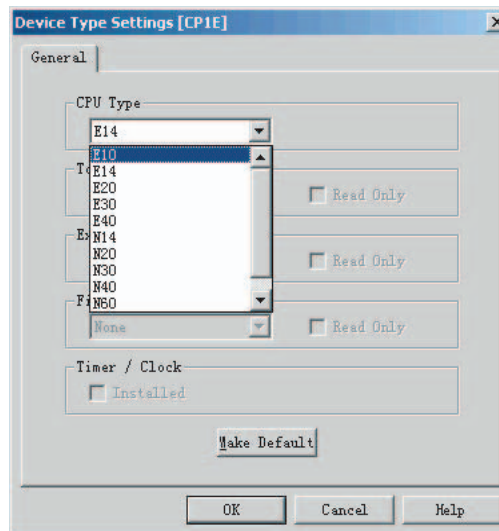 Device Type Settings [CP1E]
General
CPU Type
E14
E10
E14
E20
E30
E40
N14
N20
N30
N40
N60
Read Only
Read Only
None
Read Only
Timer / Clock
Installed
Make Default
OK
Cancel
Help